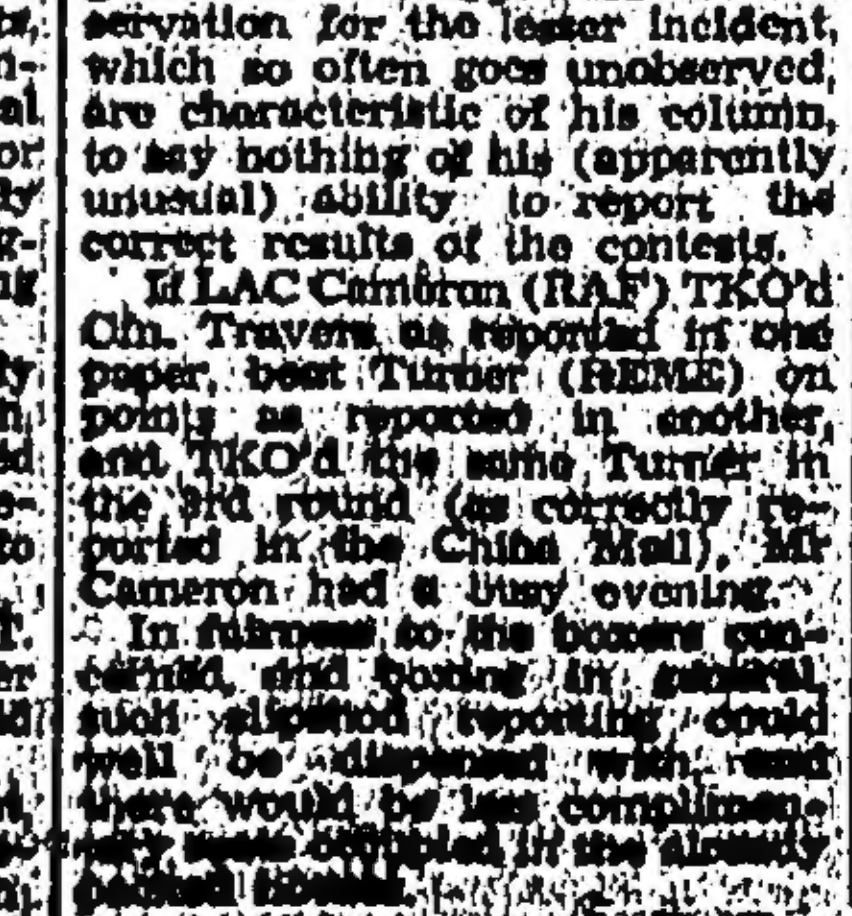 servation for the lesser incident,
which so often goes unobserved,
are characteristic of his column,
to say nothing of his (apparently
unusual) ability to report the
correct results of the contests.
If LAC Cameron (RAF) TKO'd
Gnr. Travers as reported in one
paper, beat Turner (REME) on
points as reported in another,
and TKO'd the same Turner in
the 3rd round (as correctly re-
ported in the China Mail), Mr
Cameron had a busy evening.
In fairness to the boxers con-
cerned, and boxing in general,
such slipshod reporting could
well be dispensed with, and
there would be less complimen-
in the already
packed